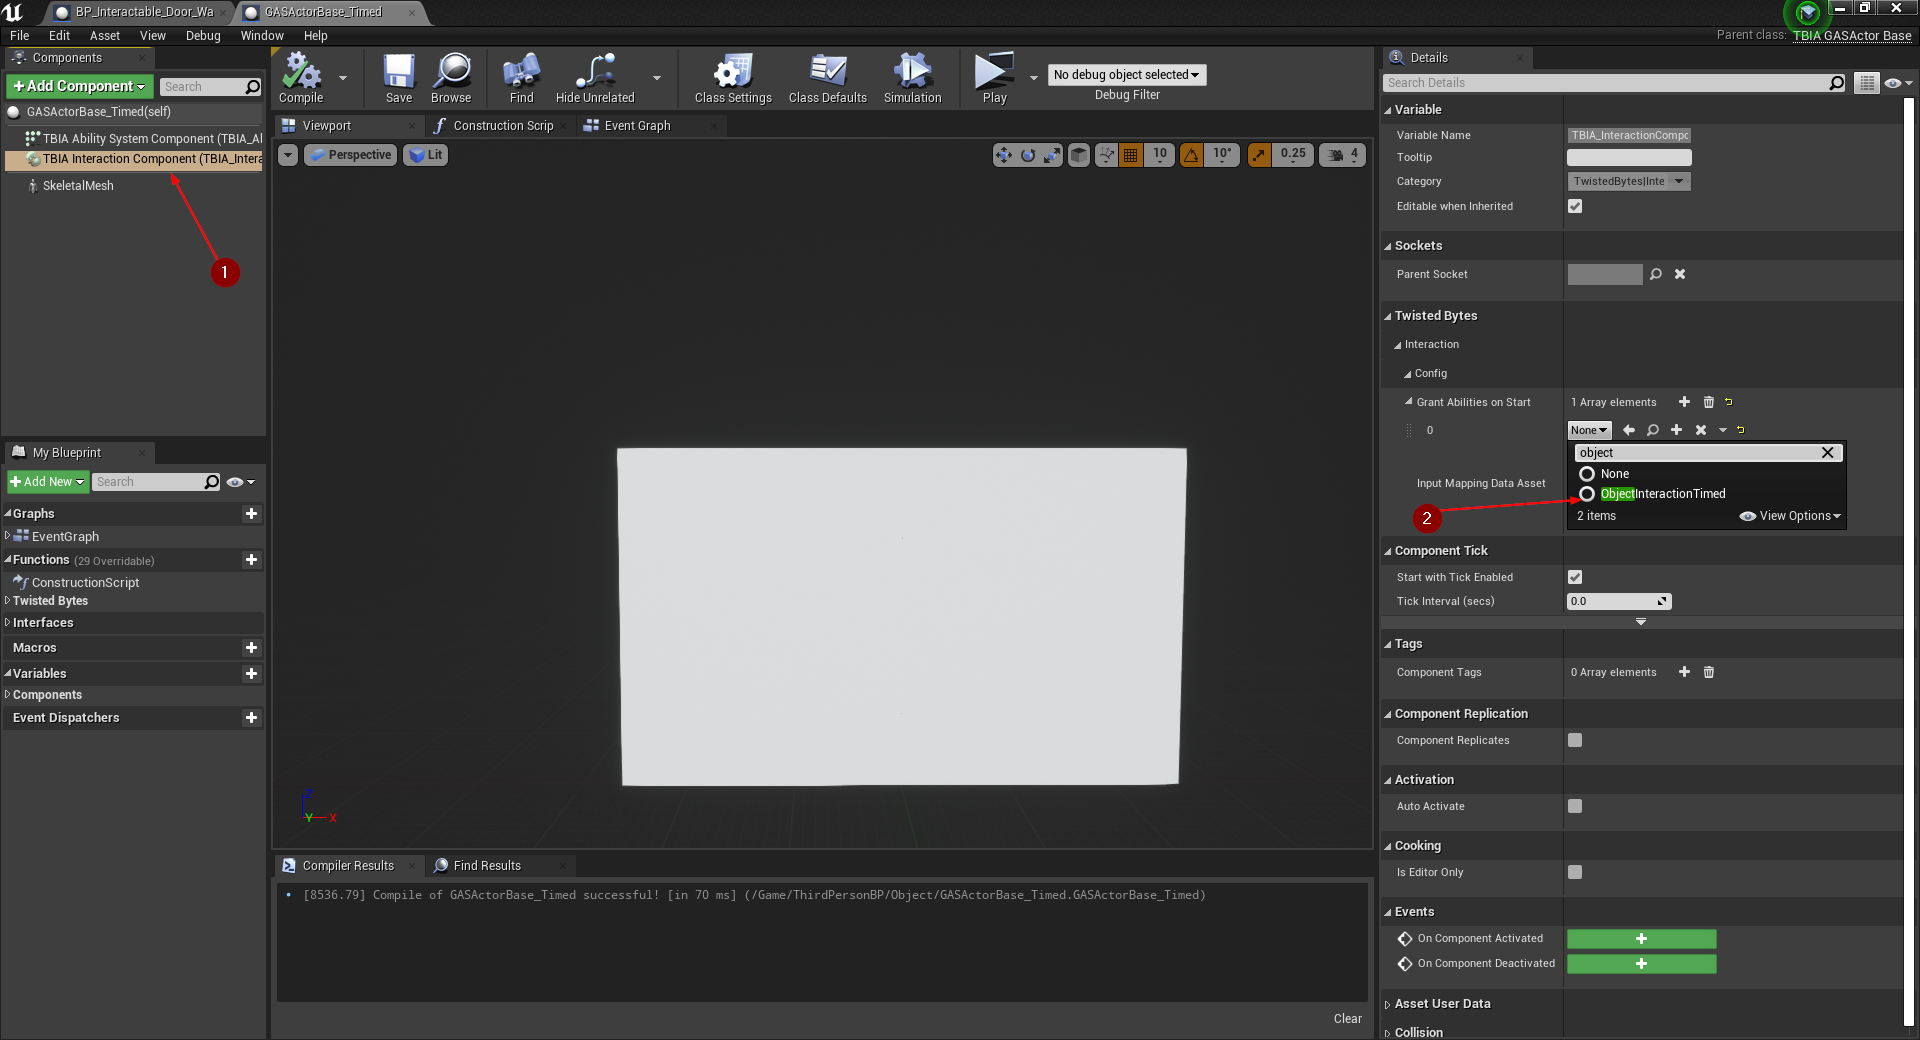 BP_Interactable_Door_Wa
GASActorBase_Timed
File Edit Asset View Debug Window Help
Parent class: TBIA GASActor Base
Components
+ Add Component
Search
GASActorBase_Timed(self)
TBIA Ability System Component (TBIA_Al
TBIA Interaction Component (TBIA_Intera
SkeletalMesh
1
My Blueprint
+ Add New
Search
Graphs
EventGraph
Functions (29 Overridable)
ConstructionScript
Twisted Bytes
Interfaces
Macros
Variables
Components
Event Dispatchers
Compile
Save
Browse
Find
Hide Unrelated
Class Settings
Class Defaults
Simulation
Play
No debug object selected
Debug Filter
Viewport
Construction Scrip
Event Graph
Perspective
Lit
10
10°
0.25
4
Z
Y
X
Compiler Results
Find Results
[8536.79] Compile of GASActorBase_Timed successful! [in 70 ms] (/Game/ThirdPersonBP/Object/GASActorBase_Timed.GASActorBase_Timed)
Clear
Details
Search Details
Variable
Variable Name TBIA_InteractionCompo
Tooltip
Category TwistedBytes|Inte
Editable when Inherited
Sockets
Parent Socket
Twisted Bytes
Interaction
Config
Grant Abilities on Start 1 Array elements
0 None
object
None
Input Mapping Data Asset
ObjectInteractionTimed
2
2 items
View Options
Component Tick
Start with Tick Enabled
Tick Interval (secs) 0.0
Tags
Component Tags 0 Array elements
Component Replication
Component Replicates
Activation
Auto Activate
Cooking
Is Editor Only
Events
On Component Activated
On Component Deactivated
Asset User Data
Collision